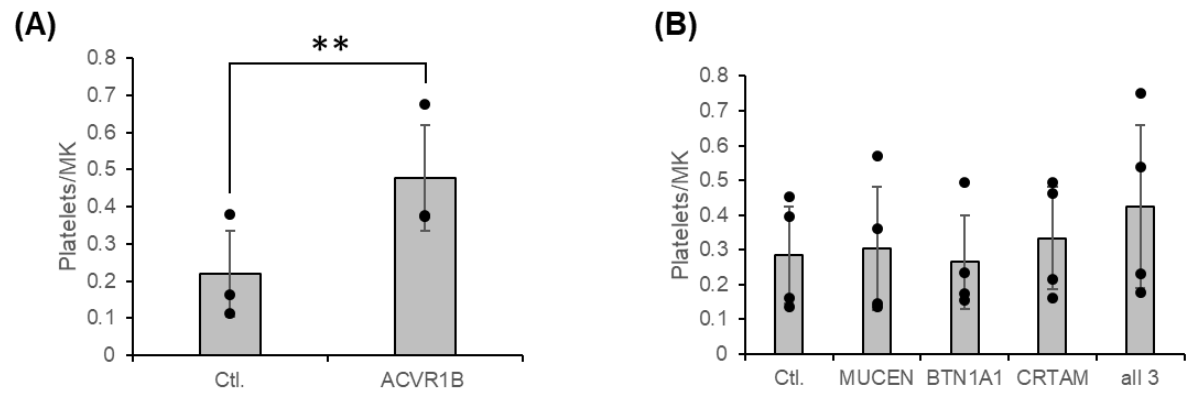 (A)
**
Platelets/MK
0.8
0.7
0.6
0.5
0.4
0.3
0.2
0.1
0
Ctl.
ACVR1B
(B)
Platelets/MK
0.8
0.7
0.6
0.5
0.4
0.3
0.2
0.1
0
Ctl.
MUCEN
BTN1A1
CRTAM
all 3